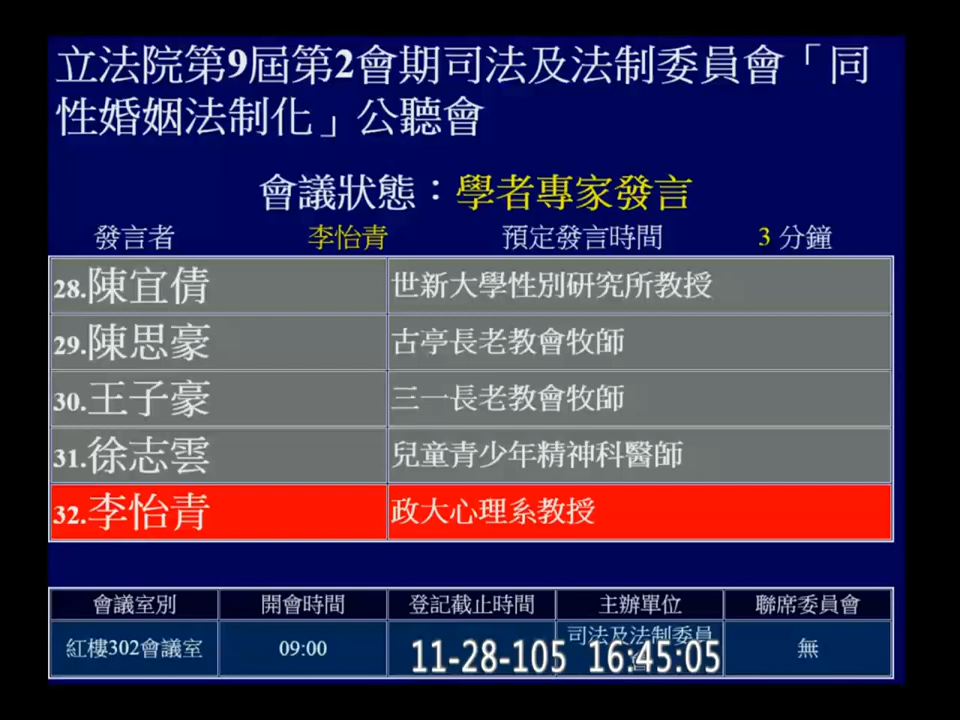 立法院第9屆第2會期司法及法制委員會「同
性婚姻法制化」公聽會
會議狀態：學者專家發言
發言者 李怡青 預定發言時間 3 分鐘
28.陳宜倩 世新大學性別研究所教授
29.陳思豪 古亭長老教會牧師
30.王子豪 三一長老教會牧師
31.徐志雲 兒童青少年精神科醫師
32.李怡青 政大心理系教授
會議室別 開會時間 登記截止時間 主辦單位 聯席委員會
紅樓302會議室 09:00 司法及法制委員會 無
11-28-105 16:45:05